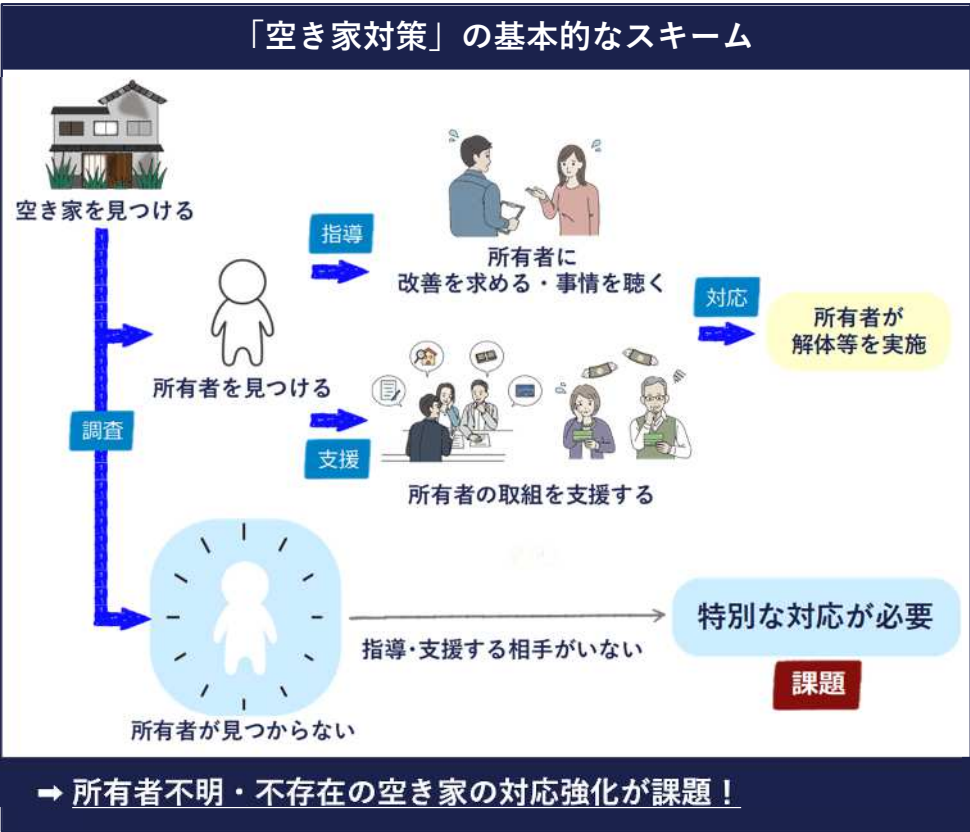 「空き家対策」の基本的なスキーム
空き家を見つける
調査
所有者を見つける
指導
所有者に
改善を求める・事情を聴く
支援
所有者の取組を支援する
対応
所有者が
解体等を実施
所有者が見つからない
指導・支援する相手がいない
特別な対応が必要
課題
➡ 所有者不明・不存在の空き家の対応強化が課題！